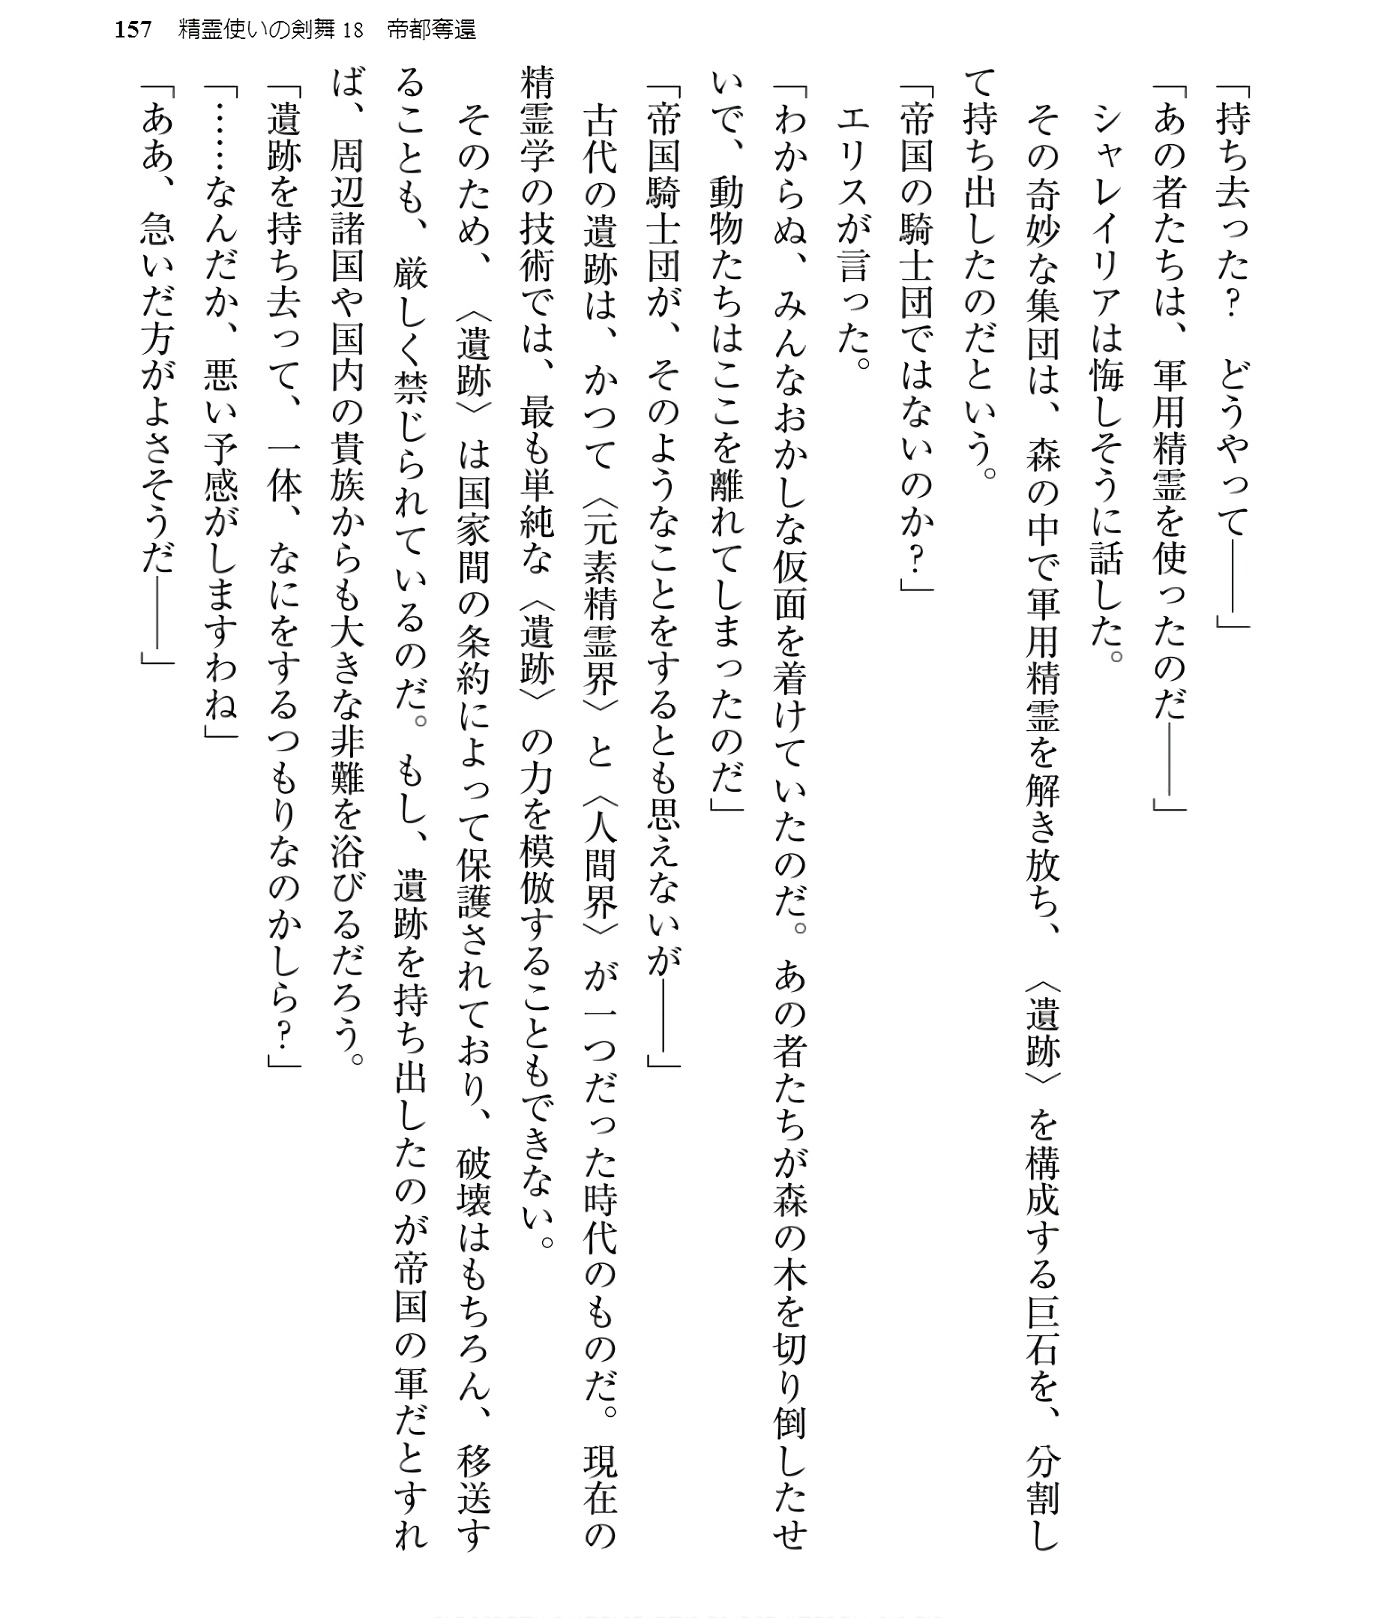 157　精霊使いの剣舞18　帝都奪還
「持ち去った？　どうやって――」
「あの者たちは、軍用精霊を使ったのだ――」
　シャレイリアは悔しそうに話した。
　その奇妙な集団は、森の中で軍用精霊を解き放ち、〈遺跡〉を構成する巨石を、分割し
て持ち出したのだという。
「帝国の騎士団ではないのか？」
　エリスが言った。
「わからぬ、みんなおかしな仮面を着けていたのだ。あの者たちが森の木を切り倒したせ
いで、動物たちはここを離れてしまったのだ」
「帝国騎士団が、そのようなことをするとも思えないが――」
　古代の遺跡は、かつて〈元素精霊界〉と〈人間界〉が一つだった時代のものだ。現在の
精霊学の技術では、最も単純な〈遺跡〉の力を模倣することもできない。
　そのため、〈遺跡〉は国家間の条約によって保護されており、破壊はもちろん、移送す
ることも、厳しく禁じられているのだ。もし、遺跡を持ち出したのが帝国の軍だとすれ
ば、周辺諸国や国内の貴族からも大きな非難を浴びるだろう。
「遺跡を持ち去って、一体、なにをするつもりなのかしら？」
「……なんだか、悪い予感がしますわね」
「ああ、急いだ方がよさそうだ――」